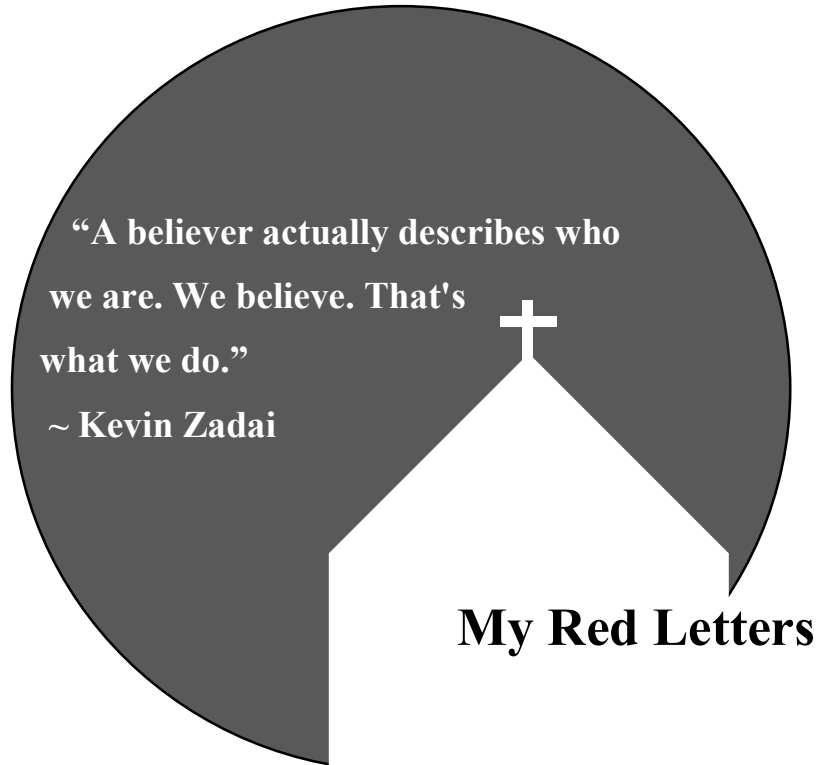 “A believer actually describes who
we are. We believe. That's
what we do.”
~ Kevin Zadai
My Red Letters